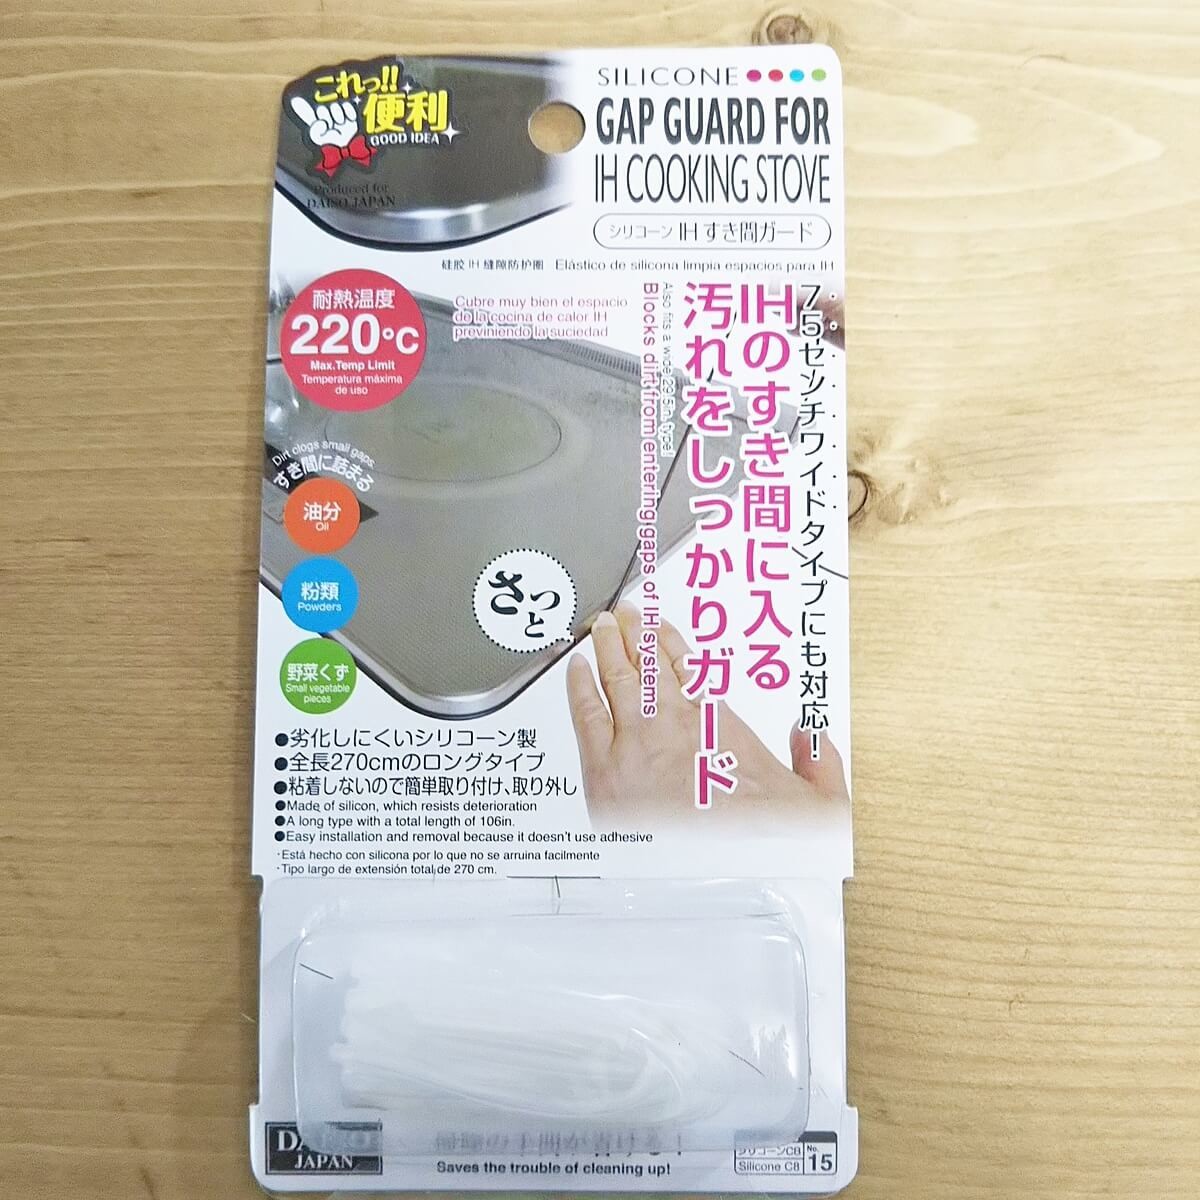 これっ!!
便利
GOOD IDEA
Produced for
DAISO JAPAN
SILICONE
GAP GUARD FOR
IH COOKING STOVE
シリコーン IHすき間ガード
硅胶 IH 缝隙防护圈 Elástico de silicona limpia espacios para IH
耐熱温度
220°C
Max.Temp Limit
Temperatura máxima
de uso
Cubre muy bien el espacio
de la cocina de calor IH
previniendo la suciedad
75センチワイドタイプにも対応!
IHのすき間に入る
汚れをしっかりガード
Also fits a wide 29.5in. type!
Blocks dirt from entering gaps of IH systems
Dirt clogs small gaps.
すき間に詰まる
油分
Oil
粉類
Powders
野菜くず
Small vegetable
pieces
さっと
●劣化しにくいシリコーン製
●全長270cmのロングタイプ
●粘着しないので簡単取り付け、取り外し
●Made of silicon, which resists deterioration
●A long type with a total length of 106in.
●Easy installation and removal because it doesn't use adhesive
・Está hecho con silicona por lo que no se arruina facilmente
・Tipo largo de extensión total de 270 cm.
DAISO
JAPAN
Saves the trouble of cleaning up!
シリコーンC8
Silicone C8
No.
15